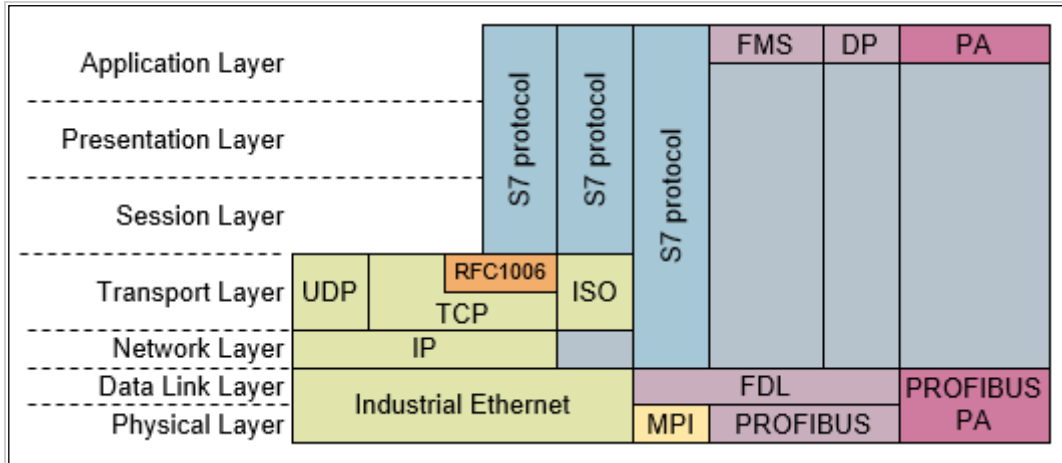 FMS DP PA
Application Layer
S7 protocol
S7 protocol
S7 protocol
Presentation Layer
Session Layer
RFC1006
Transport Layer UDP ISO
TCP
Network Layer IP
Data Link Layer FDL PROFIBUS
Industrial Ethernet
Physical Layer MPI PROFIBUS PA